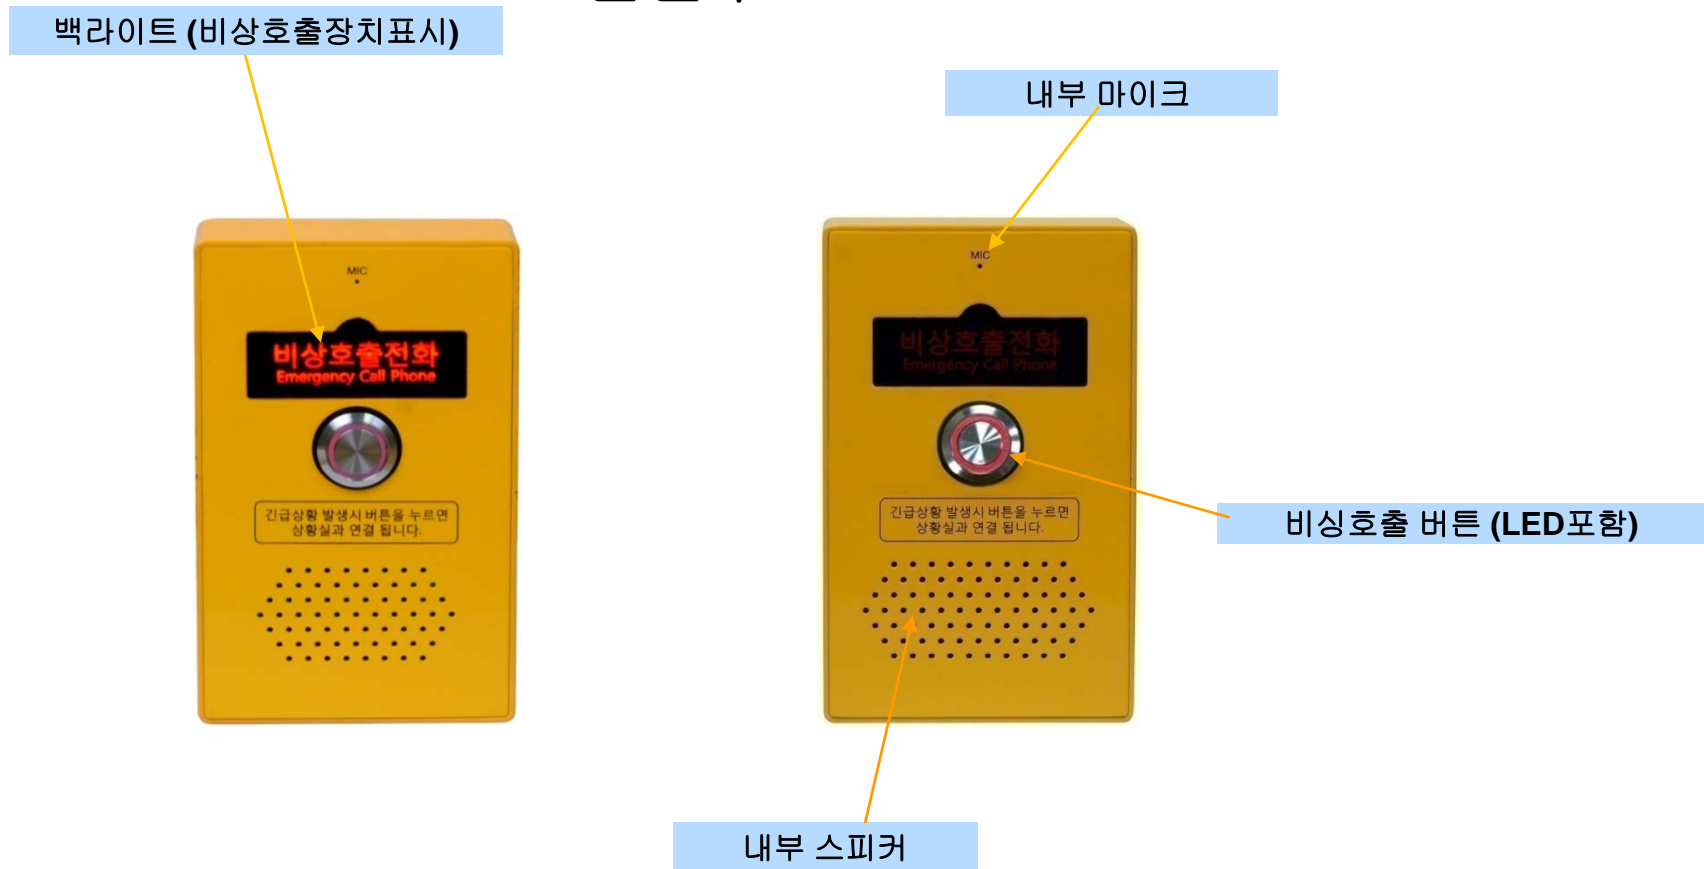 백라이트 (비상호출장치표시)
내부 마이크
MIC
비상호출전화
Emergency Call Phone
긴급상황 발생시 버튼을 누르면
상황실과 연결 됩니다.
MIC
비상호출전화
Emergency Call Phone
긴급상황 발생시 버튼을 누르면
상황실과 연결 됩니다.
비싱호출 버튼 (LED포함)
내부 스피커